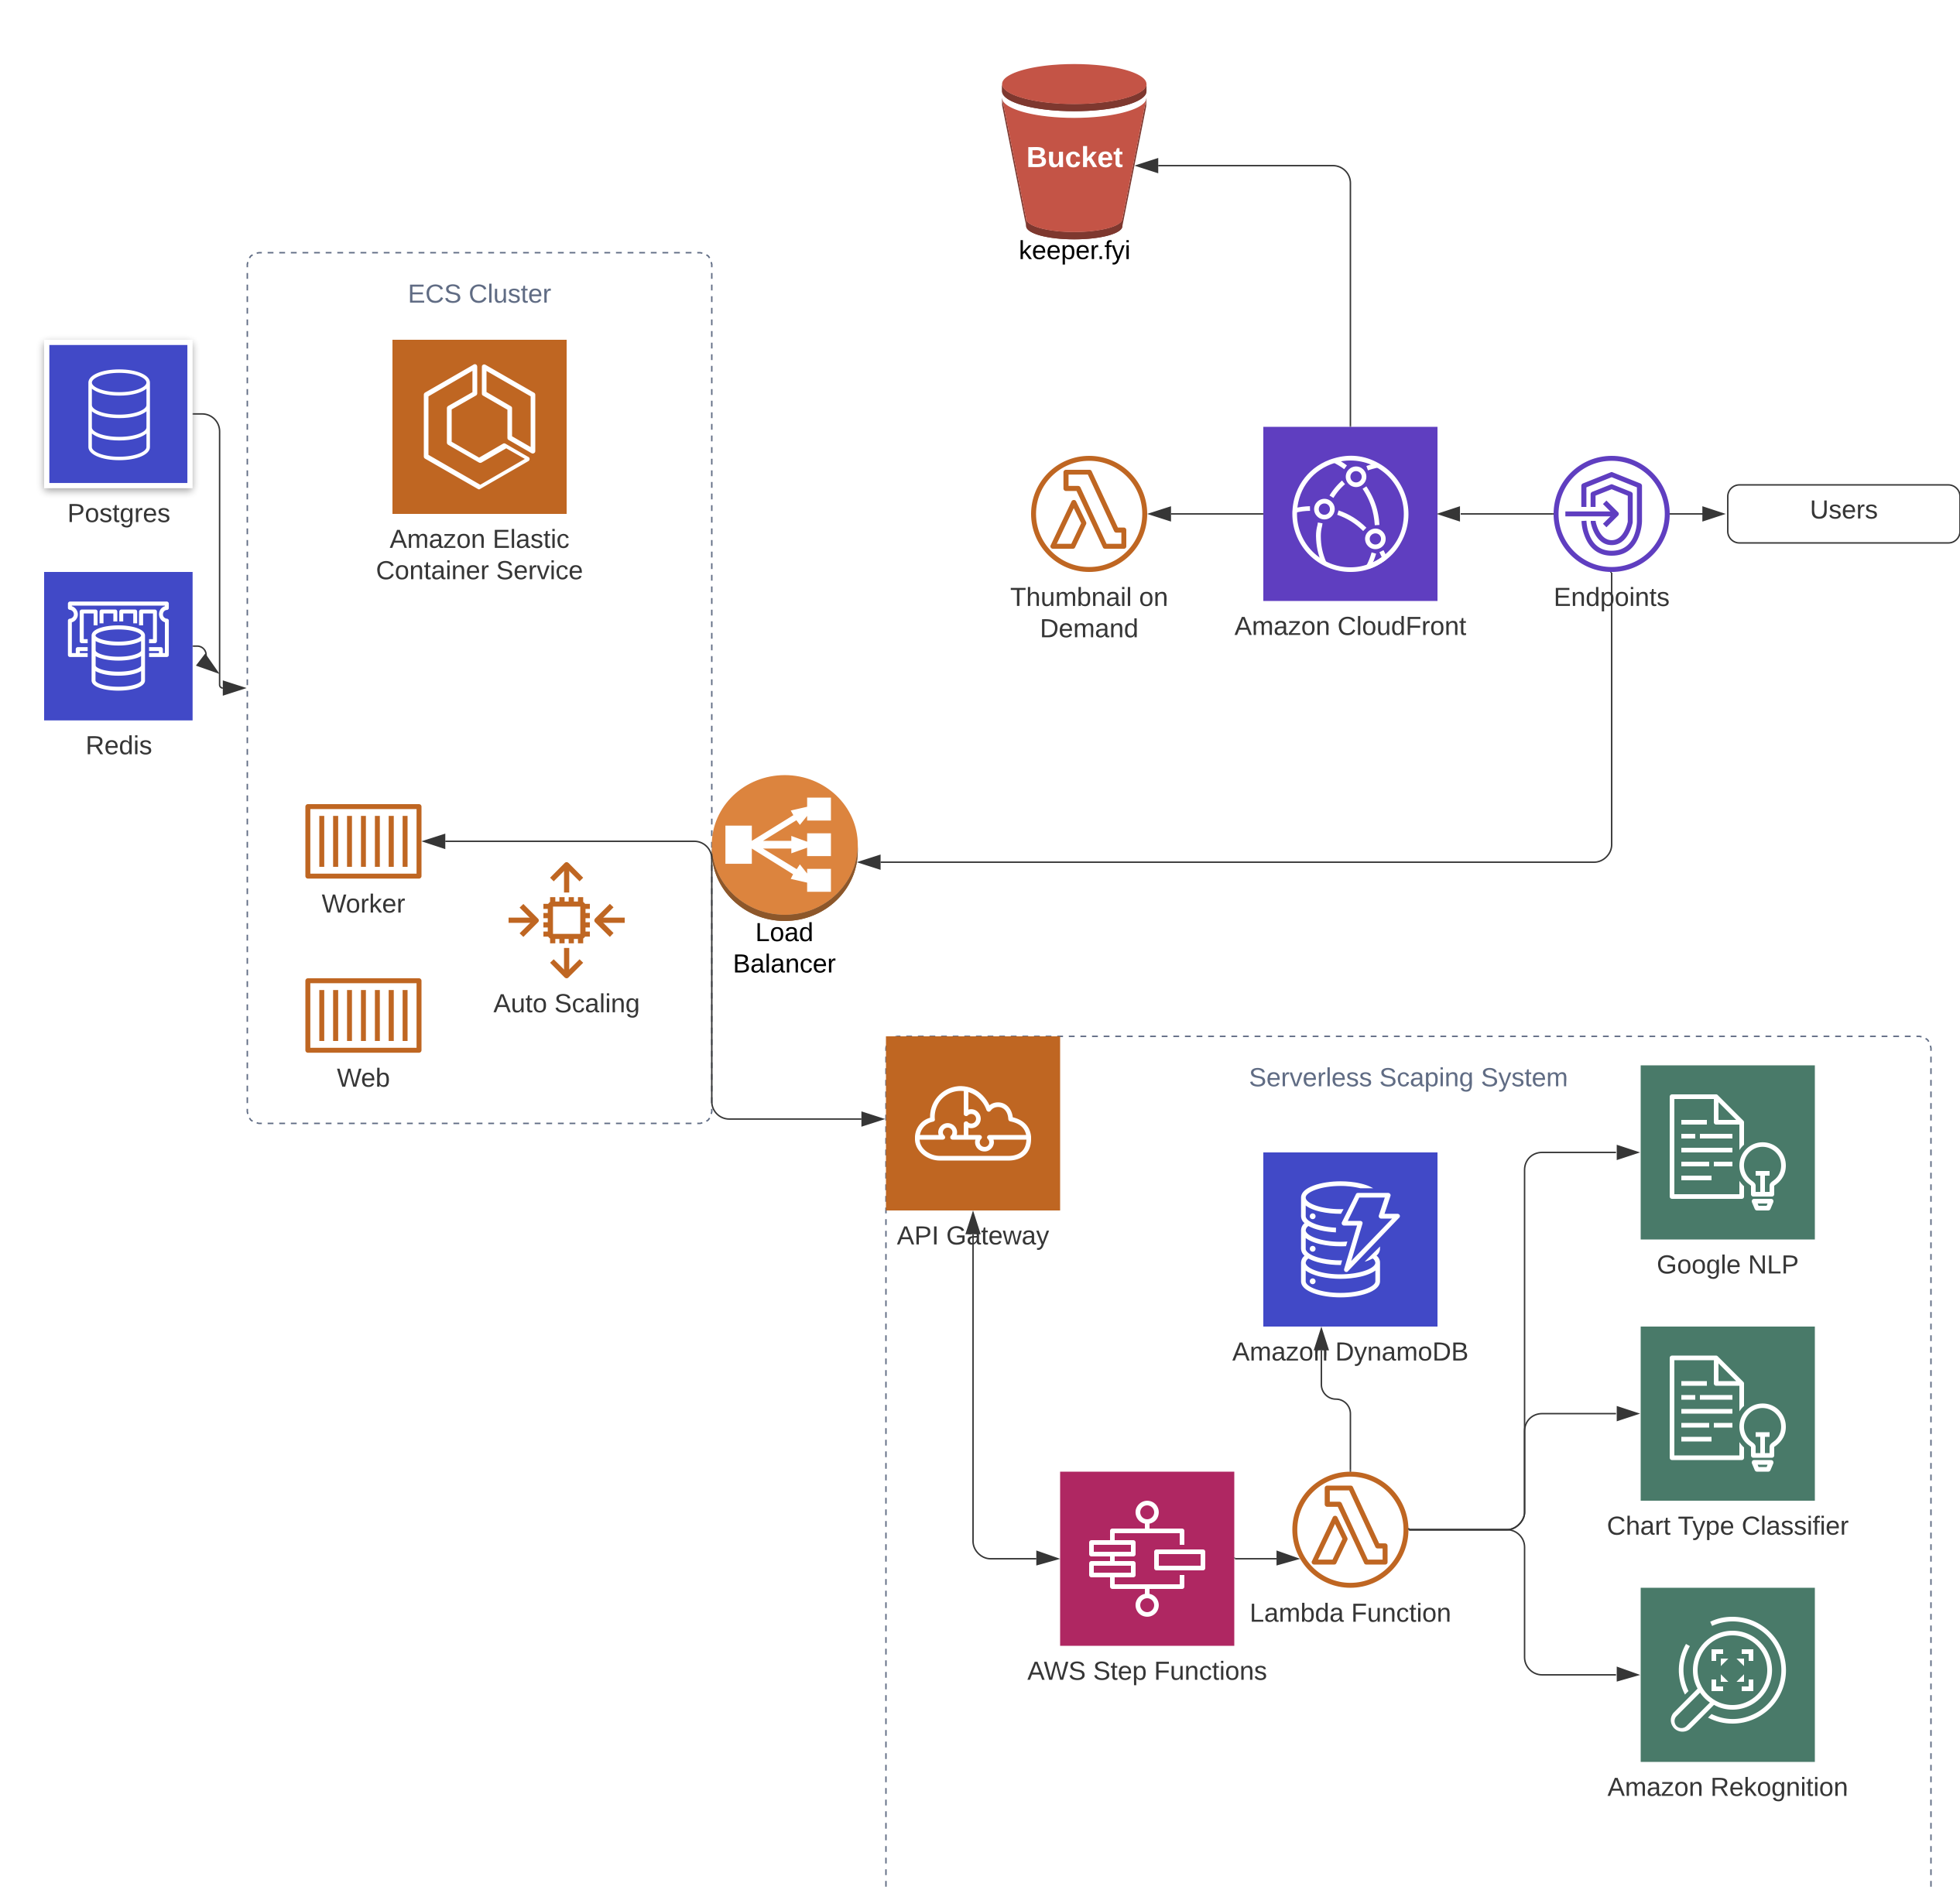 Bucket
keeper.fyi
ECS Cluster
Postgres
Amazon Elastic
Container Service
Users
Thumbnail on
Demand
Amazon CloudFront
Endpoints
Redis
Worker
Load
Balancer
Auto Scaling
Web
Serverless Scaping System
API Gateway
Google NLP
Amazon DynamoDB
Chart Type Classifier
Lambda Function
AWS Step Functions
Amazon Rekognition